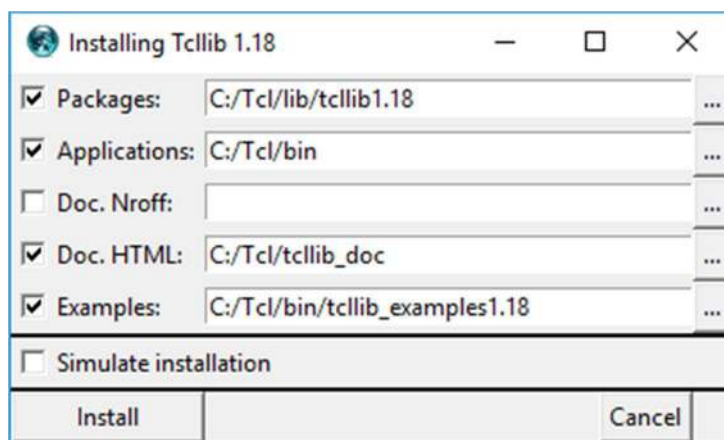 Installing Tcllib 1.18
Packages: C:/Tcl/lib/tcllib1.18 ...
Applications: C:/Tcl/bin ...
Doc. Nroff: ...
Doc. HTML: C:/Tcl/tcllib_doc ...
Examples: C:/Tcl/bin/tcllib_examples1.18 ...
Simulate installation
Install Cancel